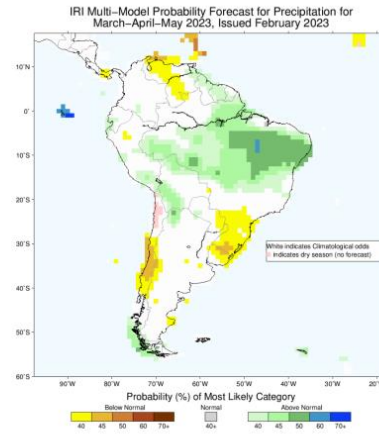 IRI Multi-Model Probability Forecast for Precipitation for
March-April-May 2023, Issued February 2023
10°N
0°
10°S
20°S
30°S
40°S
50°S
60°S
White indicates Climatological odds
indicates dry season (no forecast)
90°W 80°W 70°W 60°W 50°W 40°W 30°W 20°W
Probability (%) of Most Likely Category
Below Normal Normal Above Normal
40 45 50 60 70+ 40+ 40 45 50 60 70+